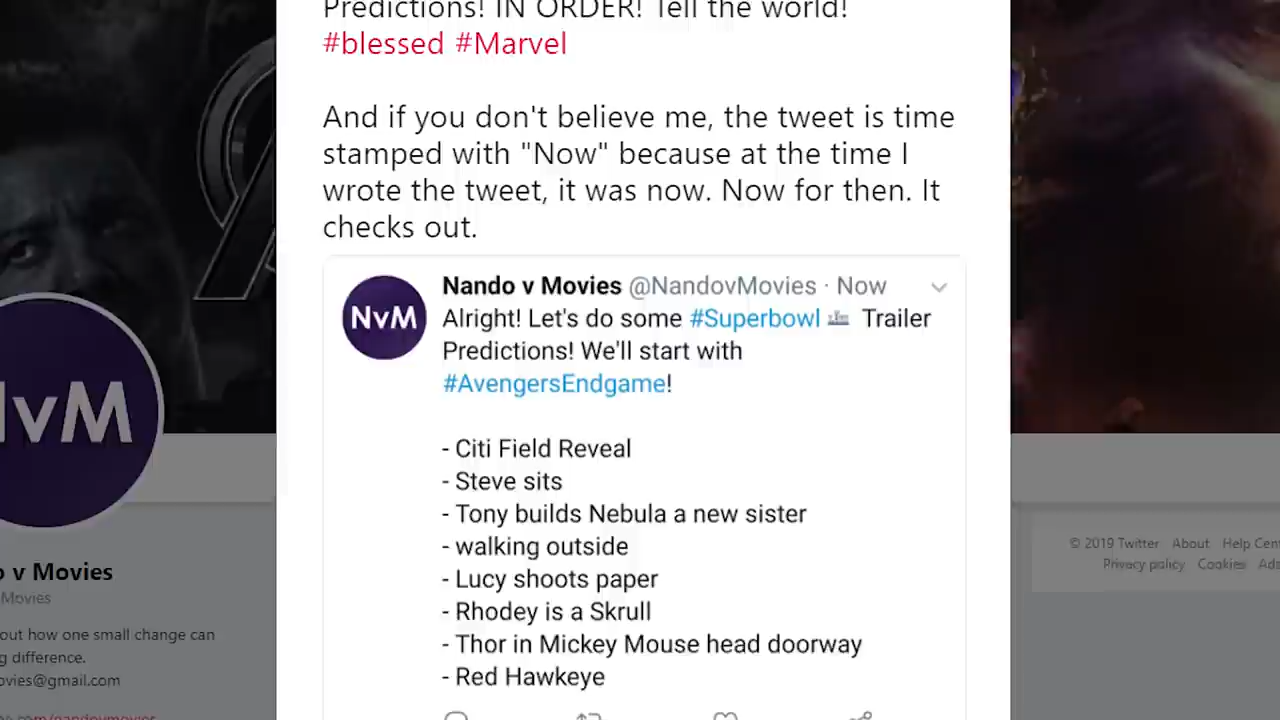 Predictions! IN ORDER! Tell the world!
#blessed #Marvel
And if you don't believe me, the tweet is time
stamped with "Now" because at the time I
wrote the tweet, it was now. Now for then. It
checks out.
NvM
Nando v Movies @NandovMovies · Now
Alright! Let's do some #Superbowl Trailer
Predictions! We'll start with
#AvengersEndgame!
- Citi Field Reveal
- Steve sits
- Tony builds Nebula a new sister
- walking outside
- Lucy shoots paper
- Rhodey is a Skrull
- Thor in Mickey Mouse head doorway
- Red Hawkeye
NvM
o v Movies
Movies
out how one small change can
g difference.
ovies@gmail.com
© 2019 Twitter About Help Cen
Privacy policy Cookies Ads